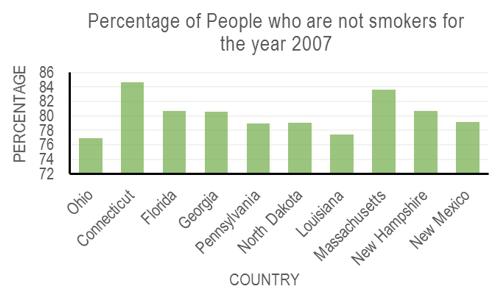 Percentage of People who are not smokers for
the year 2007
PERCENTAGE
86
84
82
80
78
76
74
72
Ohio
Connecticut
Florida
Georgia
Pennsylvania
North Dakota
Louisiana
Massachusetts
New Hampshire
New Mexico
COUNTRY